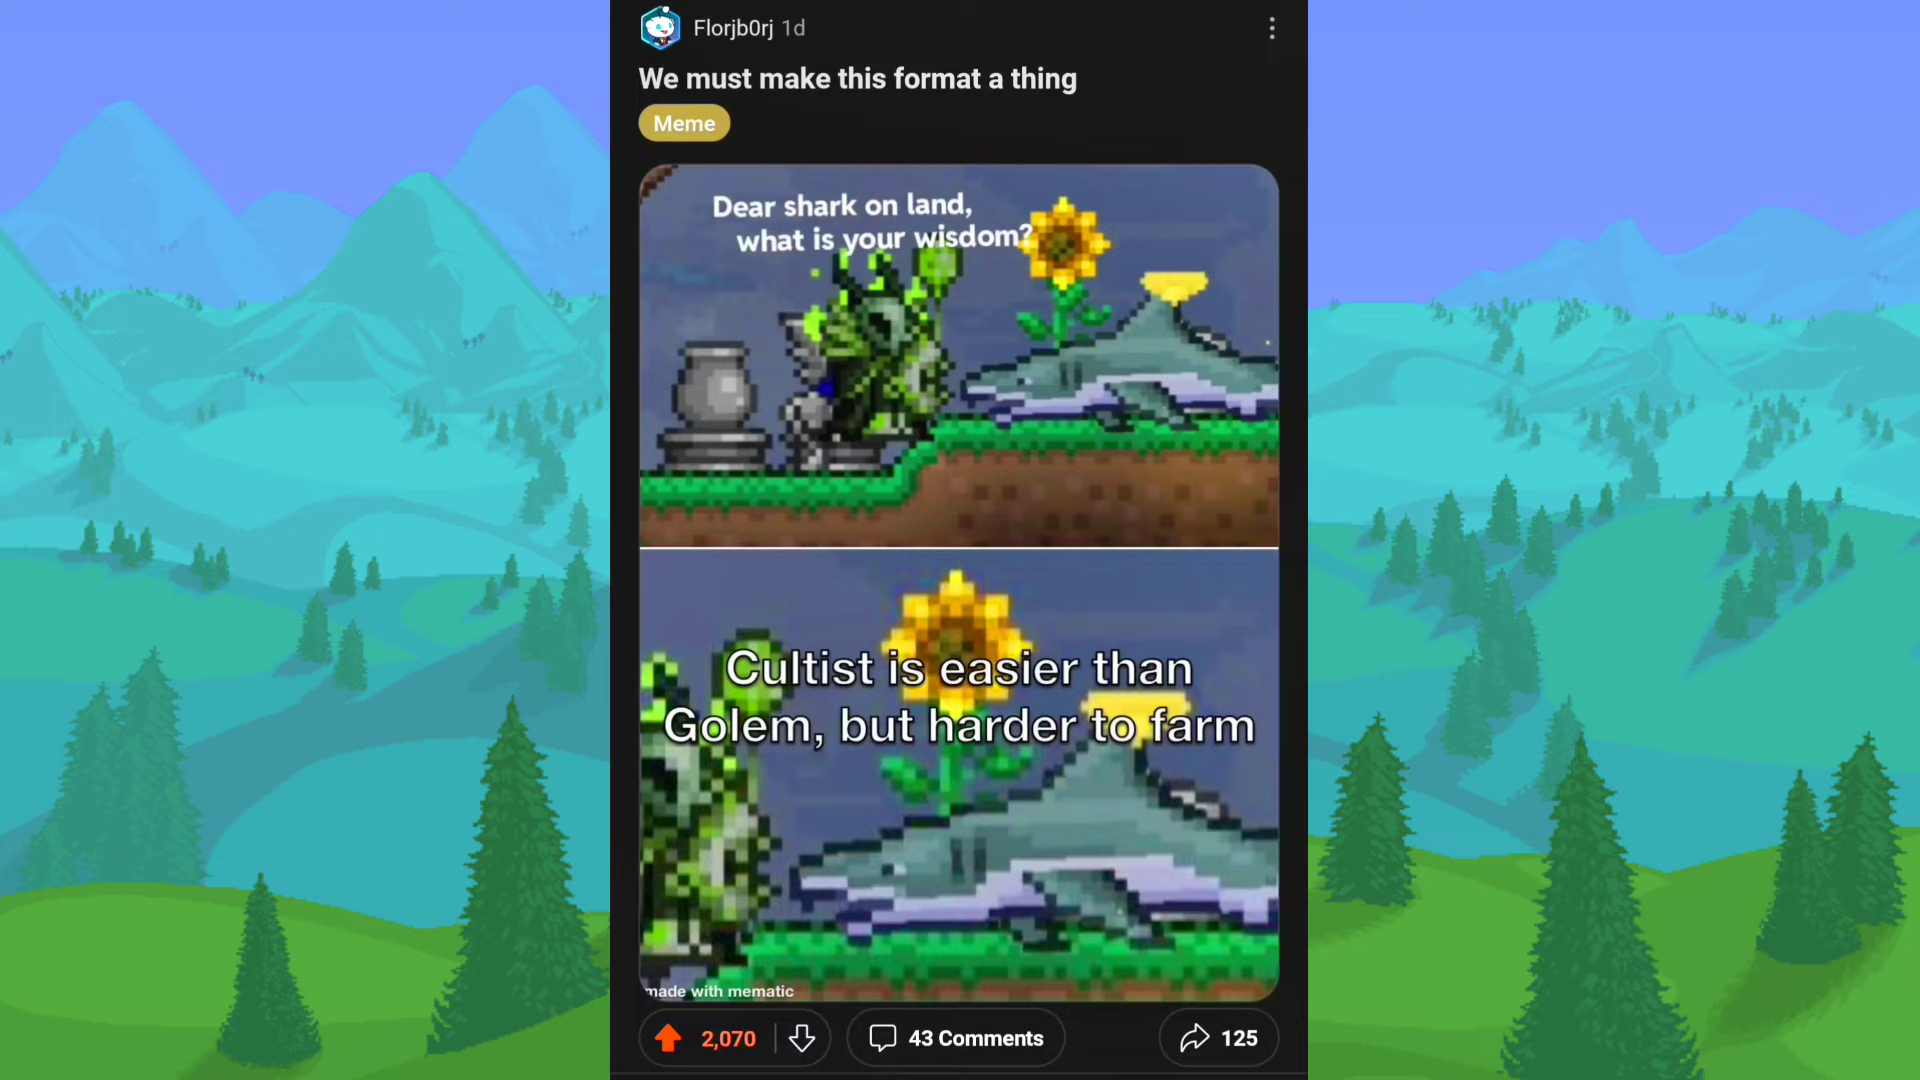 Florjb0rj 1d
We must make this format a thing
Meme
Dear shark on land,
what is your wisdom?
Cultist is easier than
Golem, but harder to farm
made with mematic
2,070
43 Comments
125